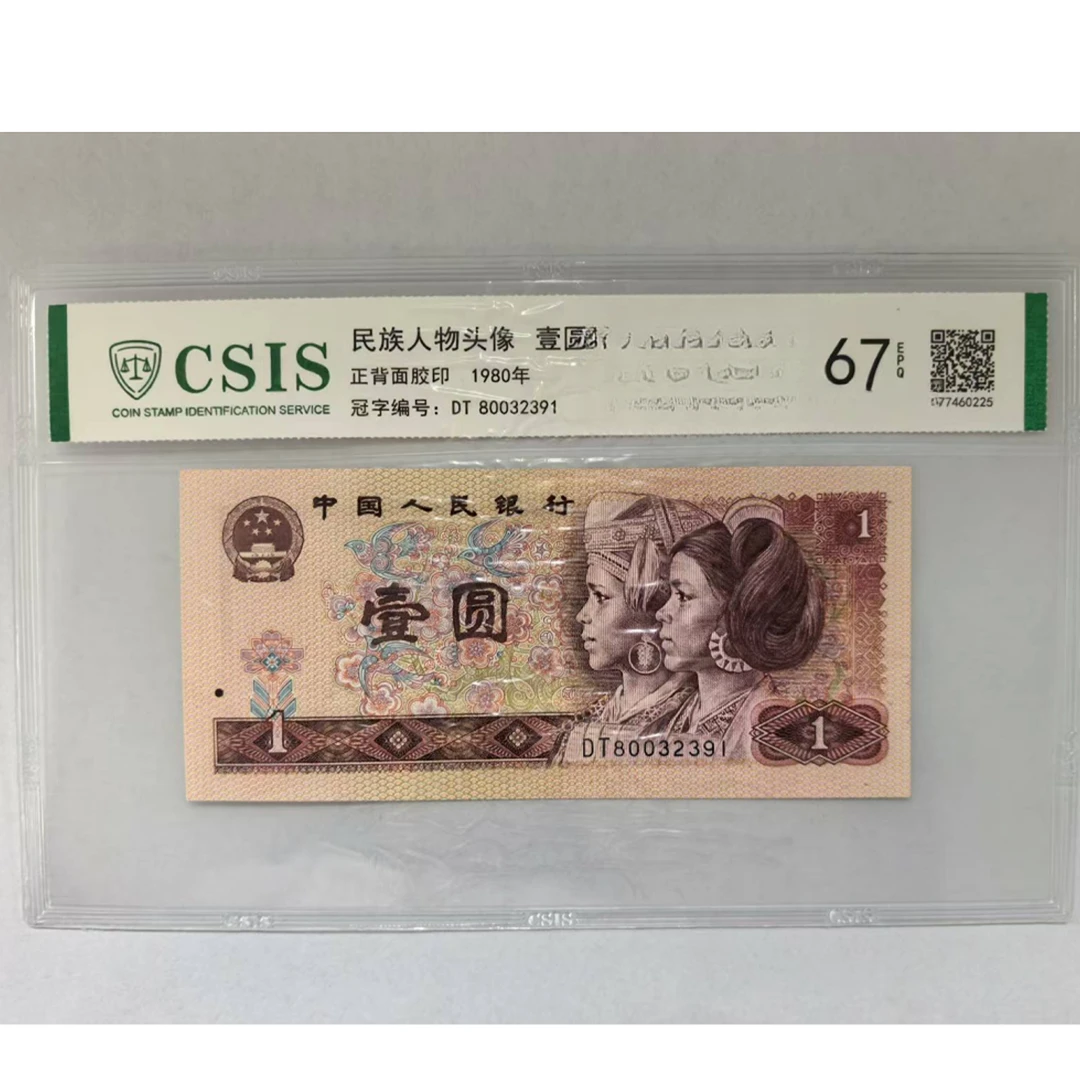 CSIS
COIN STAMP IDENTIFICATION SERVICE
民族人物头像 壹圆
正背面胶印 1980年
冠字编号：DT 80032391
67
EPQ
中国人民银行
1
壹圆
1
DT80032391
1
CSIS